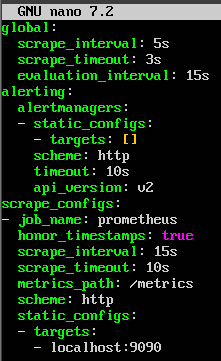 GNU nano 7.2
global:
  scrape_interval: 5s
  scrape_timeout: 3s
  evaluation_interval: 15s
alerting:
  alertmanagers:
  - static_configs:
    - targets: []
    scheme: http
    timeout: 10s
    api_version: v2
scrape_configs:
- job_name: prometheus
  honor_timestamps: true
  scrape_interval: 15s
  scrape_timeout: 10s
  metrics_path: /metrics
  scheme: http
  static_configs:
  - targets:
    - localhost:9090